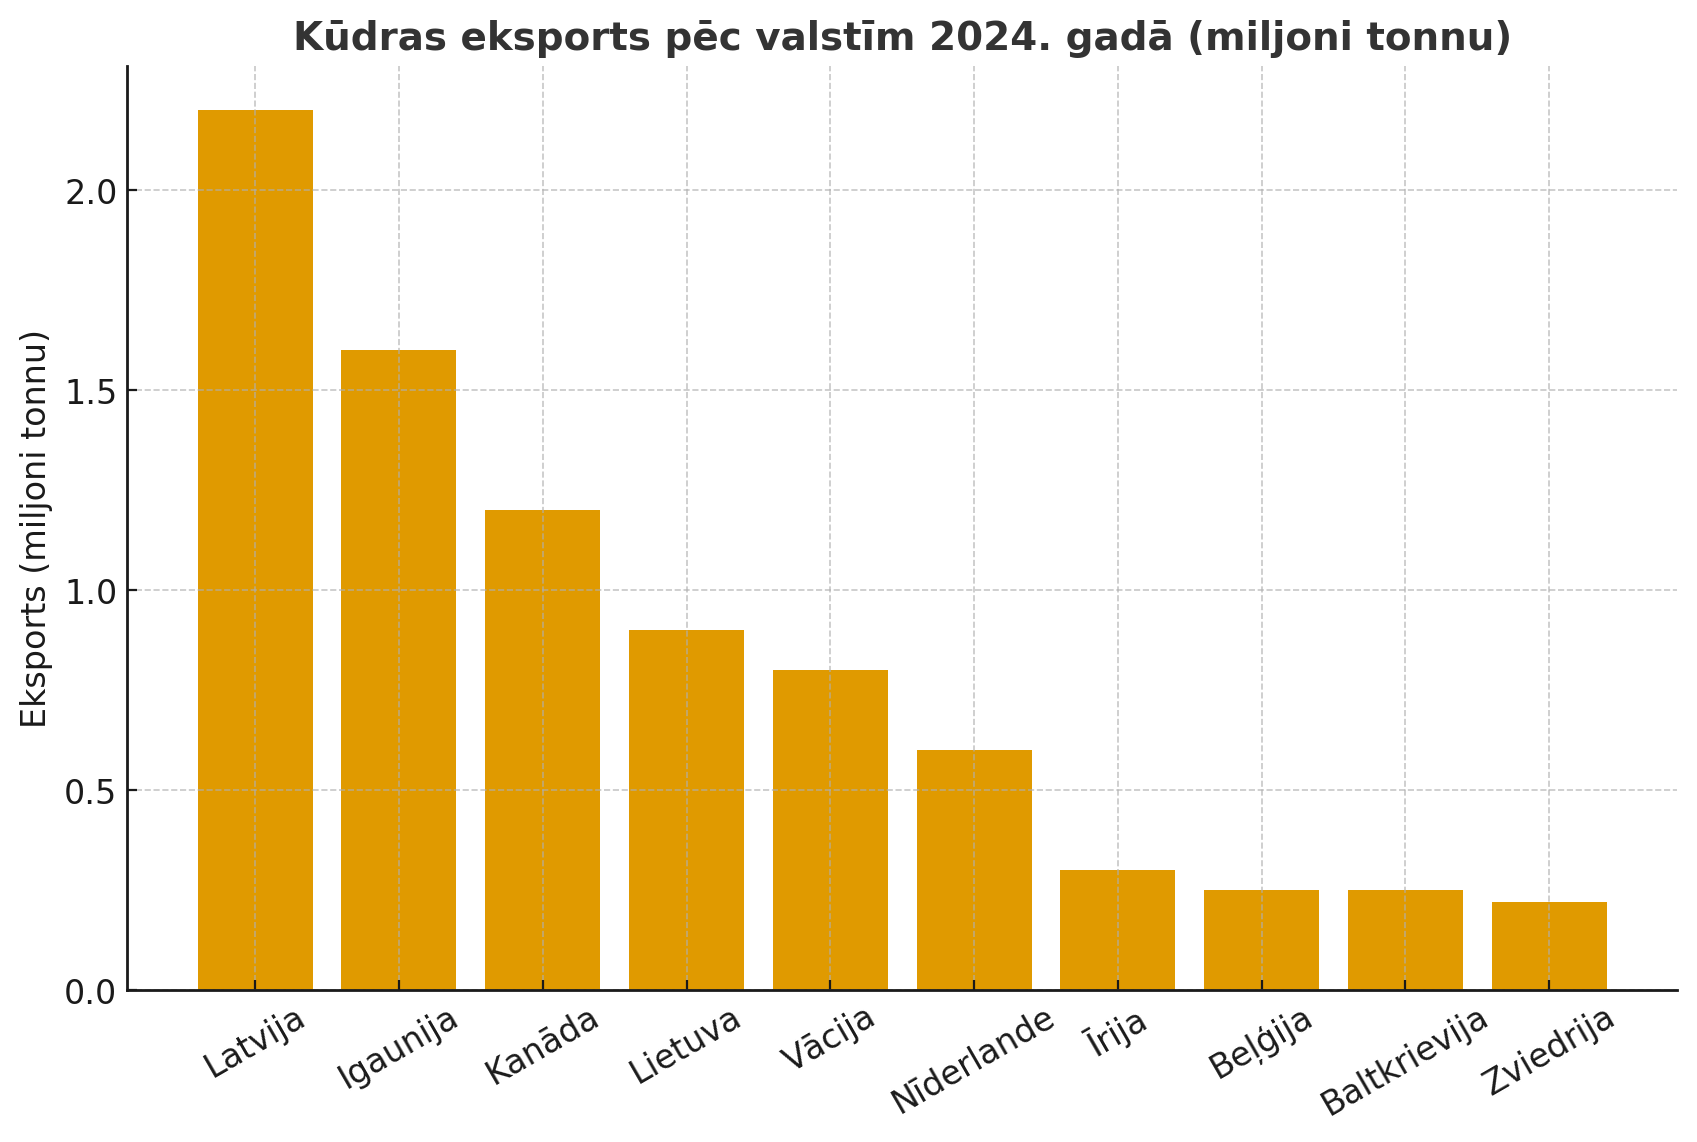 Kūdras eksports pēc valstīm 2024. gadā (miljoni tonnu)
Eksports (miljoni tonnu)
2.0
1.5
1.0
0.5
0.0
Latvija
Igaunija
Kanāda
Lietuva
Vācija
Nīderlande
Īrija
Beļģija
Baltkrievija
Zviedrija